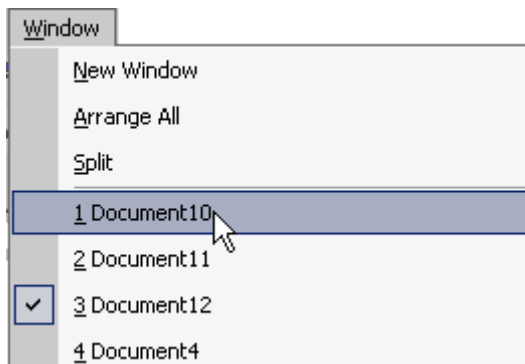 Window
New Window
Arrange All
Split
1 Document10
2 Document11
3 Document12
4 Document4